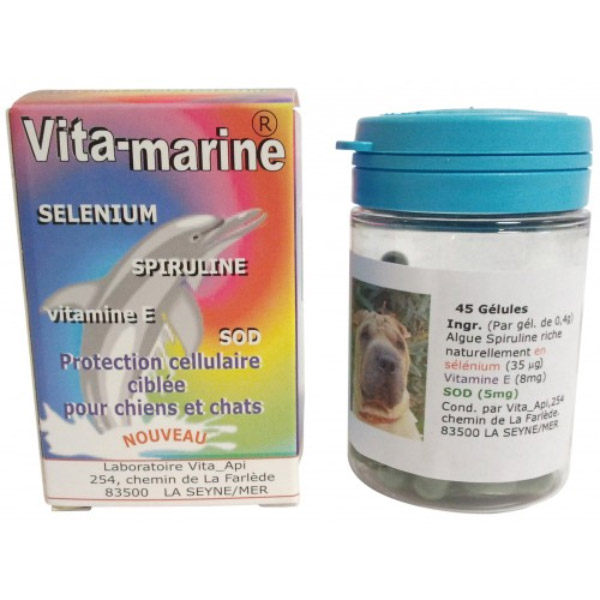 Vita-marine®
SELENIUM
SPIRULINE
vitamine E
SOD
Protection cellulaire
ciblée
pour chiens et chats
NOUVEAU
Laboratoire Vita_Api
254, chemin de La Farlède
83500 LA SEYNE/MER
45 Gélules
Ingr. (Par gél. de 0,4g)
Algue Spiruline riche
naturellement en
sélénium (35 µg)
Vitamine E (8mg)
SOD (5mg)
Cond. par Vita_Api,254
chemin de La Farlède.
83500 LA SEYNE/MER